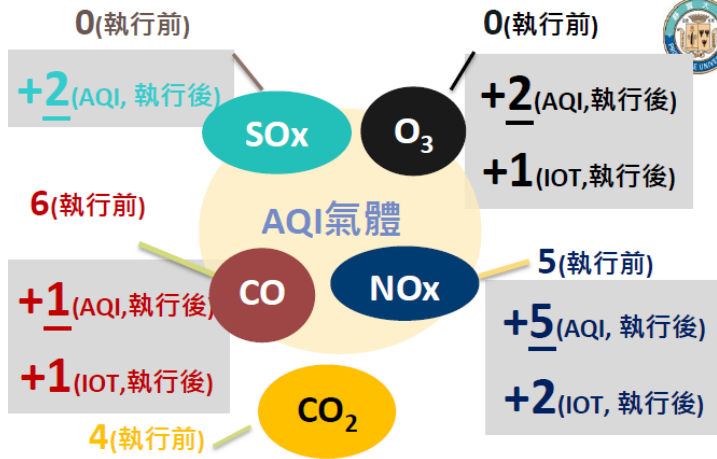 0(執行前)
+2(AQI, 執行後)
SOx
0(執行前)
+2(AQI,執行後)
+1(IOT,執行後)
O3
AQI氣體
6(執行前)
+1(AQI,執行後)
+1(IOT,執行後)
CO
NOx
5(執行前)
+5(AQI, 執行後)
+2(IOT, 執行後)
4(執行前)
CO2